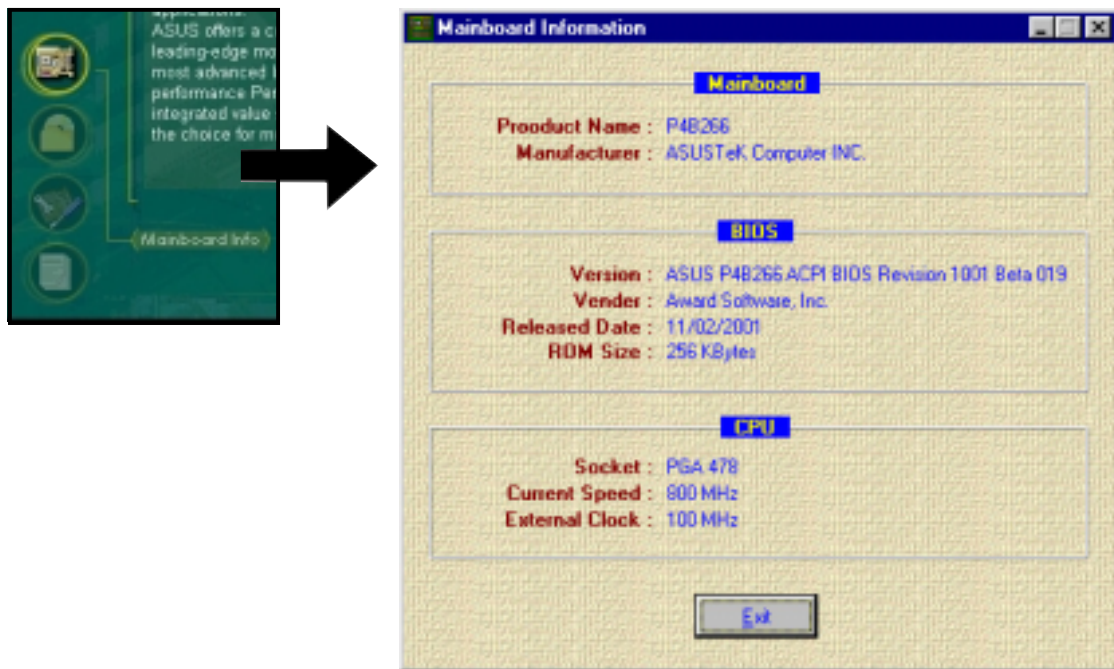 applications.
ASUS offers a c
leading-edge mo
most advanced
performance Per
integrated value
the choice for m
Mainboard Info
Mainboard Information
Mainboard
Prooduct Name : P4B266
Manufacturer : ASUSTeK Computer INC.
BIOS
Version : ASUS P4B266 ACPI BIOS Revision 1001 Beta 019
Vender : Award Software, Inc.
Released Date : 11/02/2001
ROM Size : 256 KBytes
CPU
Socket : PGA 478
Current Speed : 800 MHz
External Clock : 100 MHz
Exit